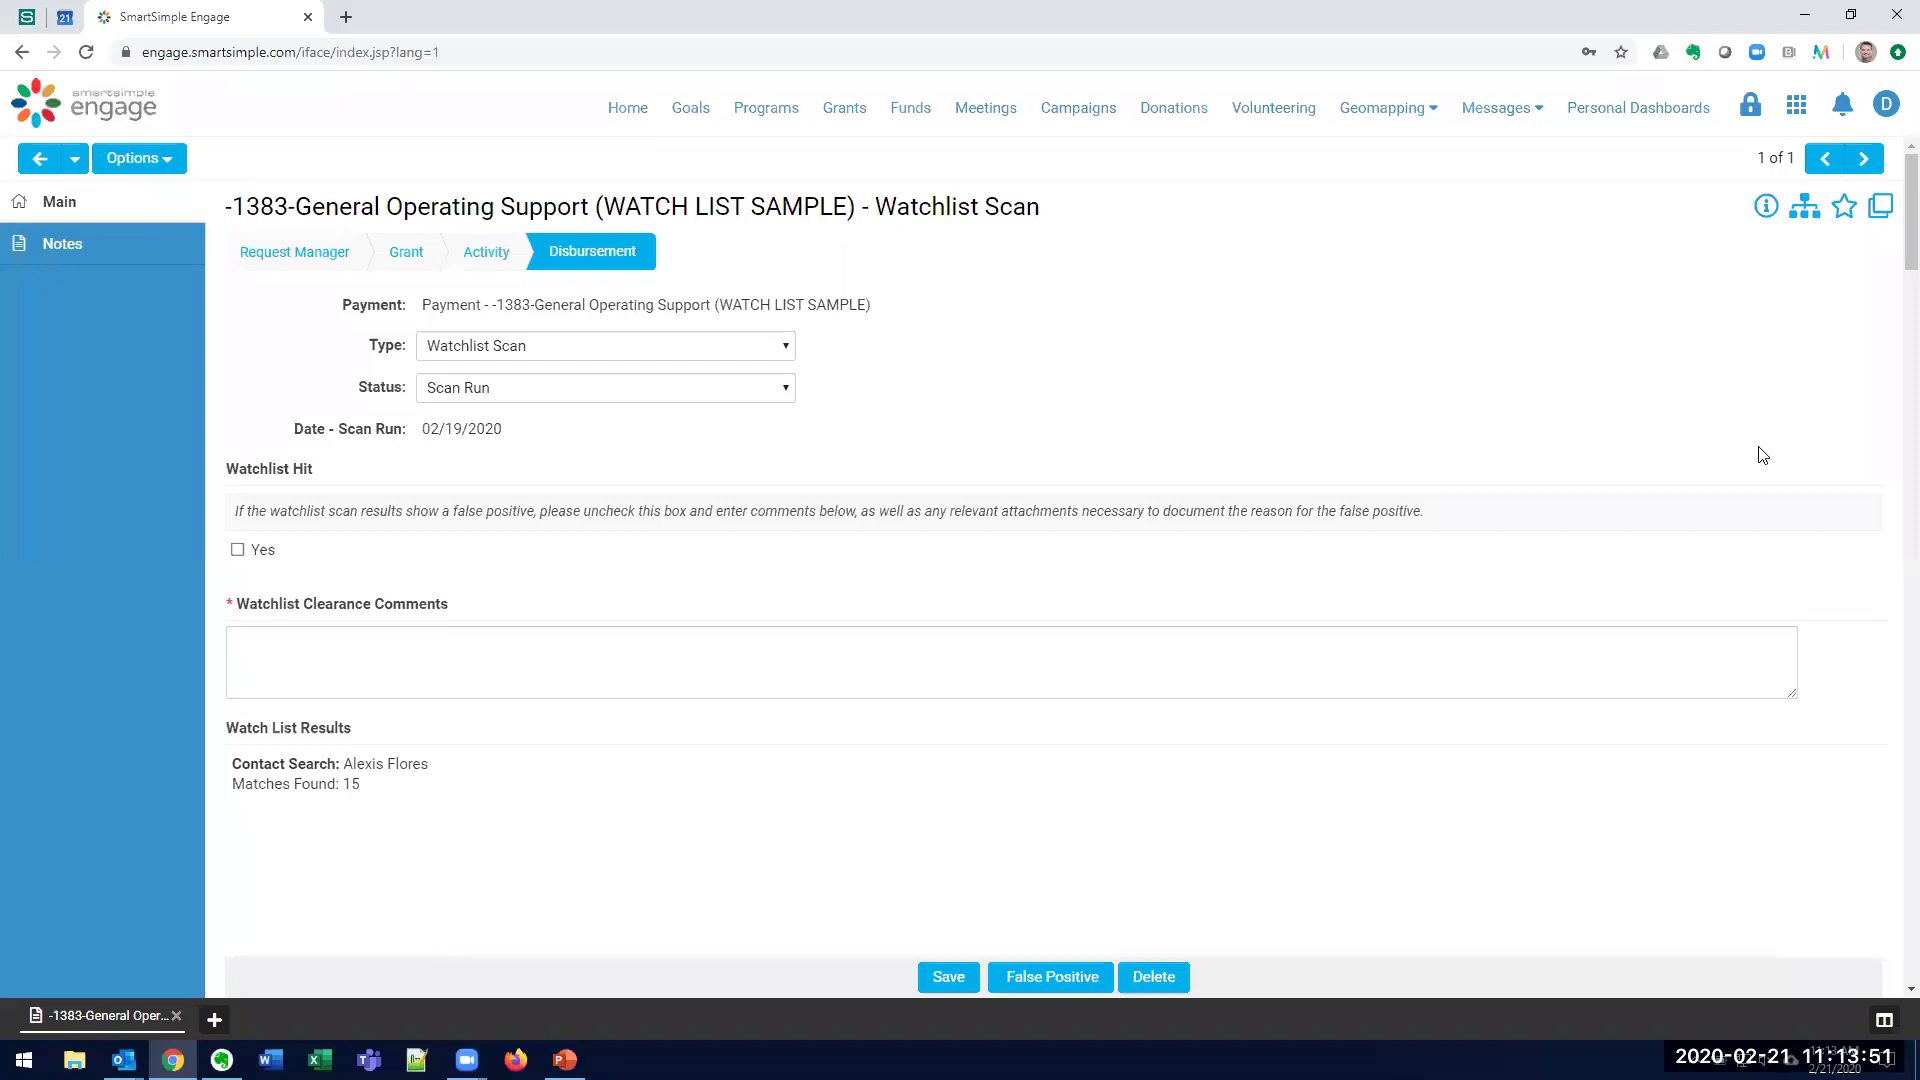 21
SmartSimple Engage
engage.smartsimple.com/iface/index.jsp?lang=1
smartsimple
engage
Home
Goals
Programs
Grants
Funds
Meetings
Campaigns
Donations
Volunteering
Geomapping
Messages
Personal Dashboards
D
Options
1 of 1
Main
Notes
-1383-General Operating Support (WATCH LIST SAMPLE) - Watchlist Scan
Request Manager
Grant
Activity
Disbursement
Payment: Payment - -1383-General Operating Support (WATCH LIST SAMPLE)
Type: Watchlist Scan
Status: Scan Run
Date - Scan Run: 02/19/2020
Watchlist Hit
If the watchlist scan results show a false positive, please uncheck this box and enter comments below, as well as any relevant attachments necessary to document the reason for the false positive.
Yes
* Watchlist Clearance Comments
Watch List Results
Contact Search: Alexis Flores
Matches Found: 15
Save
False Positive
Delete
-1383-General Oper...
2020-02-21 11:13:51
2/21/2020